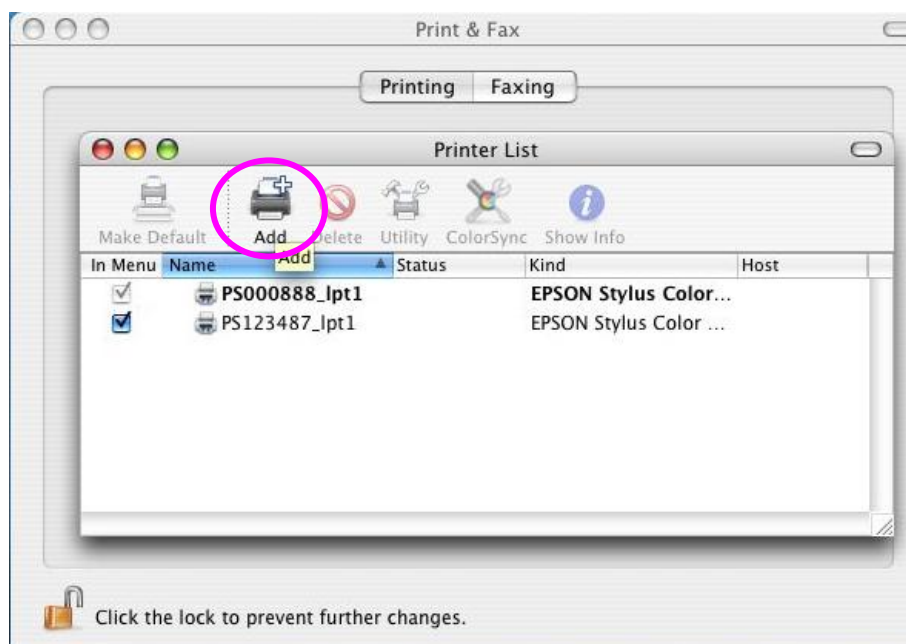 Print & Fax
Printing Faxing
Printer List
Make Default Add Delete Utility ColorSync Show Info
Add
In Menu Name Status Kind Host
PS000888_lpt1 EPSON Stylus Color...
PS123487_lpt1 EPSON Stylus Color ...
Click the lock to prevent further changes.